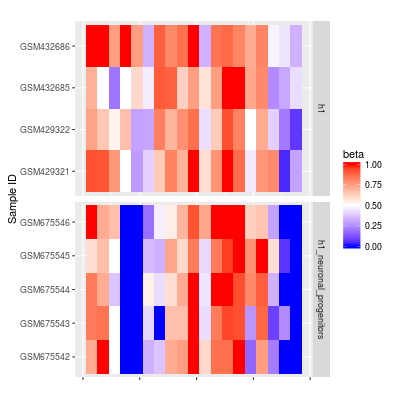 GSM432686
GSM432685
GSM429322
GSM429321
h1
GSM675546
GSM675545
GSM675544
GSM675543
GSM675542
h1_neuronal_progenitors
Sample ID
beta
1.00
0.75
0.50
0.25
0.00